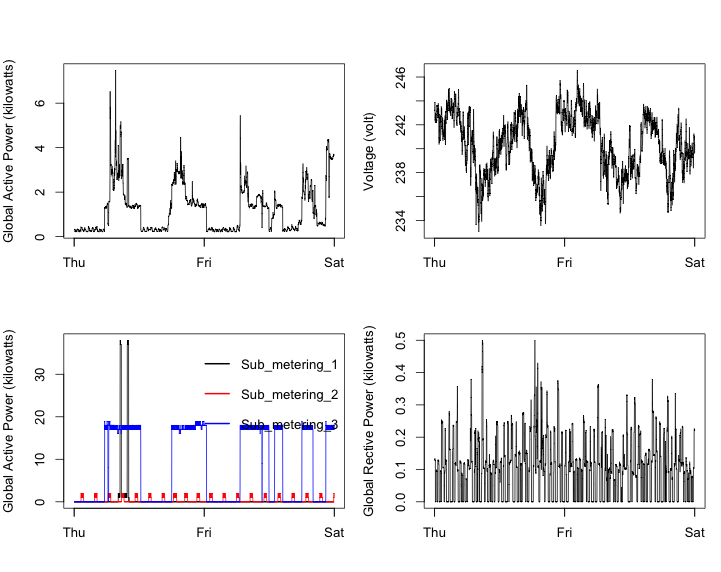 Global Active Power (kilowatts)
0 2 4 6
Thu Fri Sat
Voltage (volt)
234 238 242 246
Thu Fri Sat
Global Active Power (kilowatts)
0 10 20 30
Sub_metering_1
Sub_metering_2
Sub_metering_3
Thu Fri Sat
Global Rective Power (kilowatts)
0.0 0.1 0.2 0.3 0.4 0.5
Thu Fri Sat